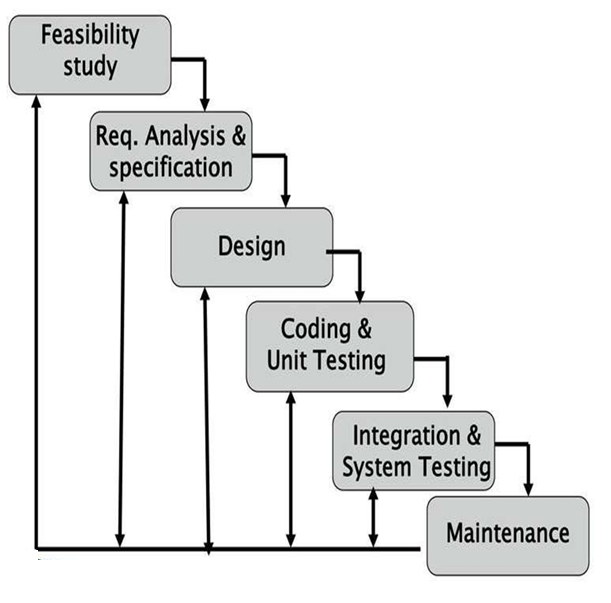 Feasibility
study
Req. Analysis &
specification
Design
Coding &
Unit Testing
Integration &
System Testing
Maintenance